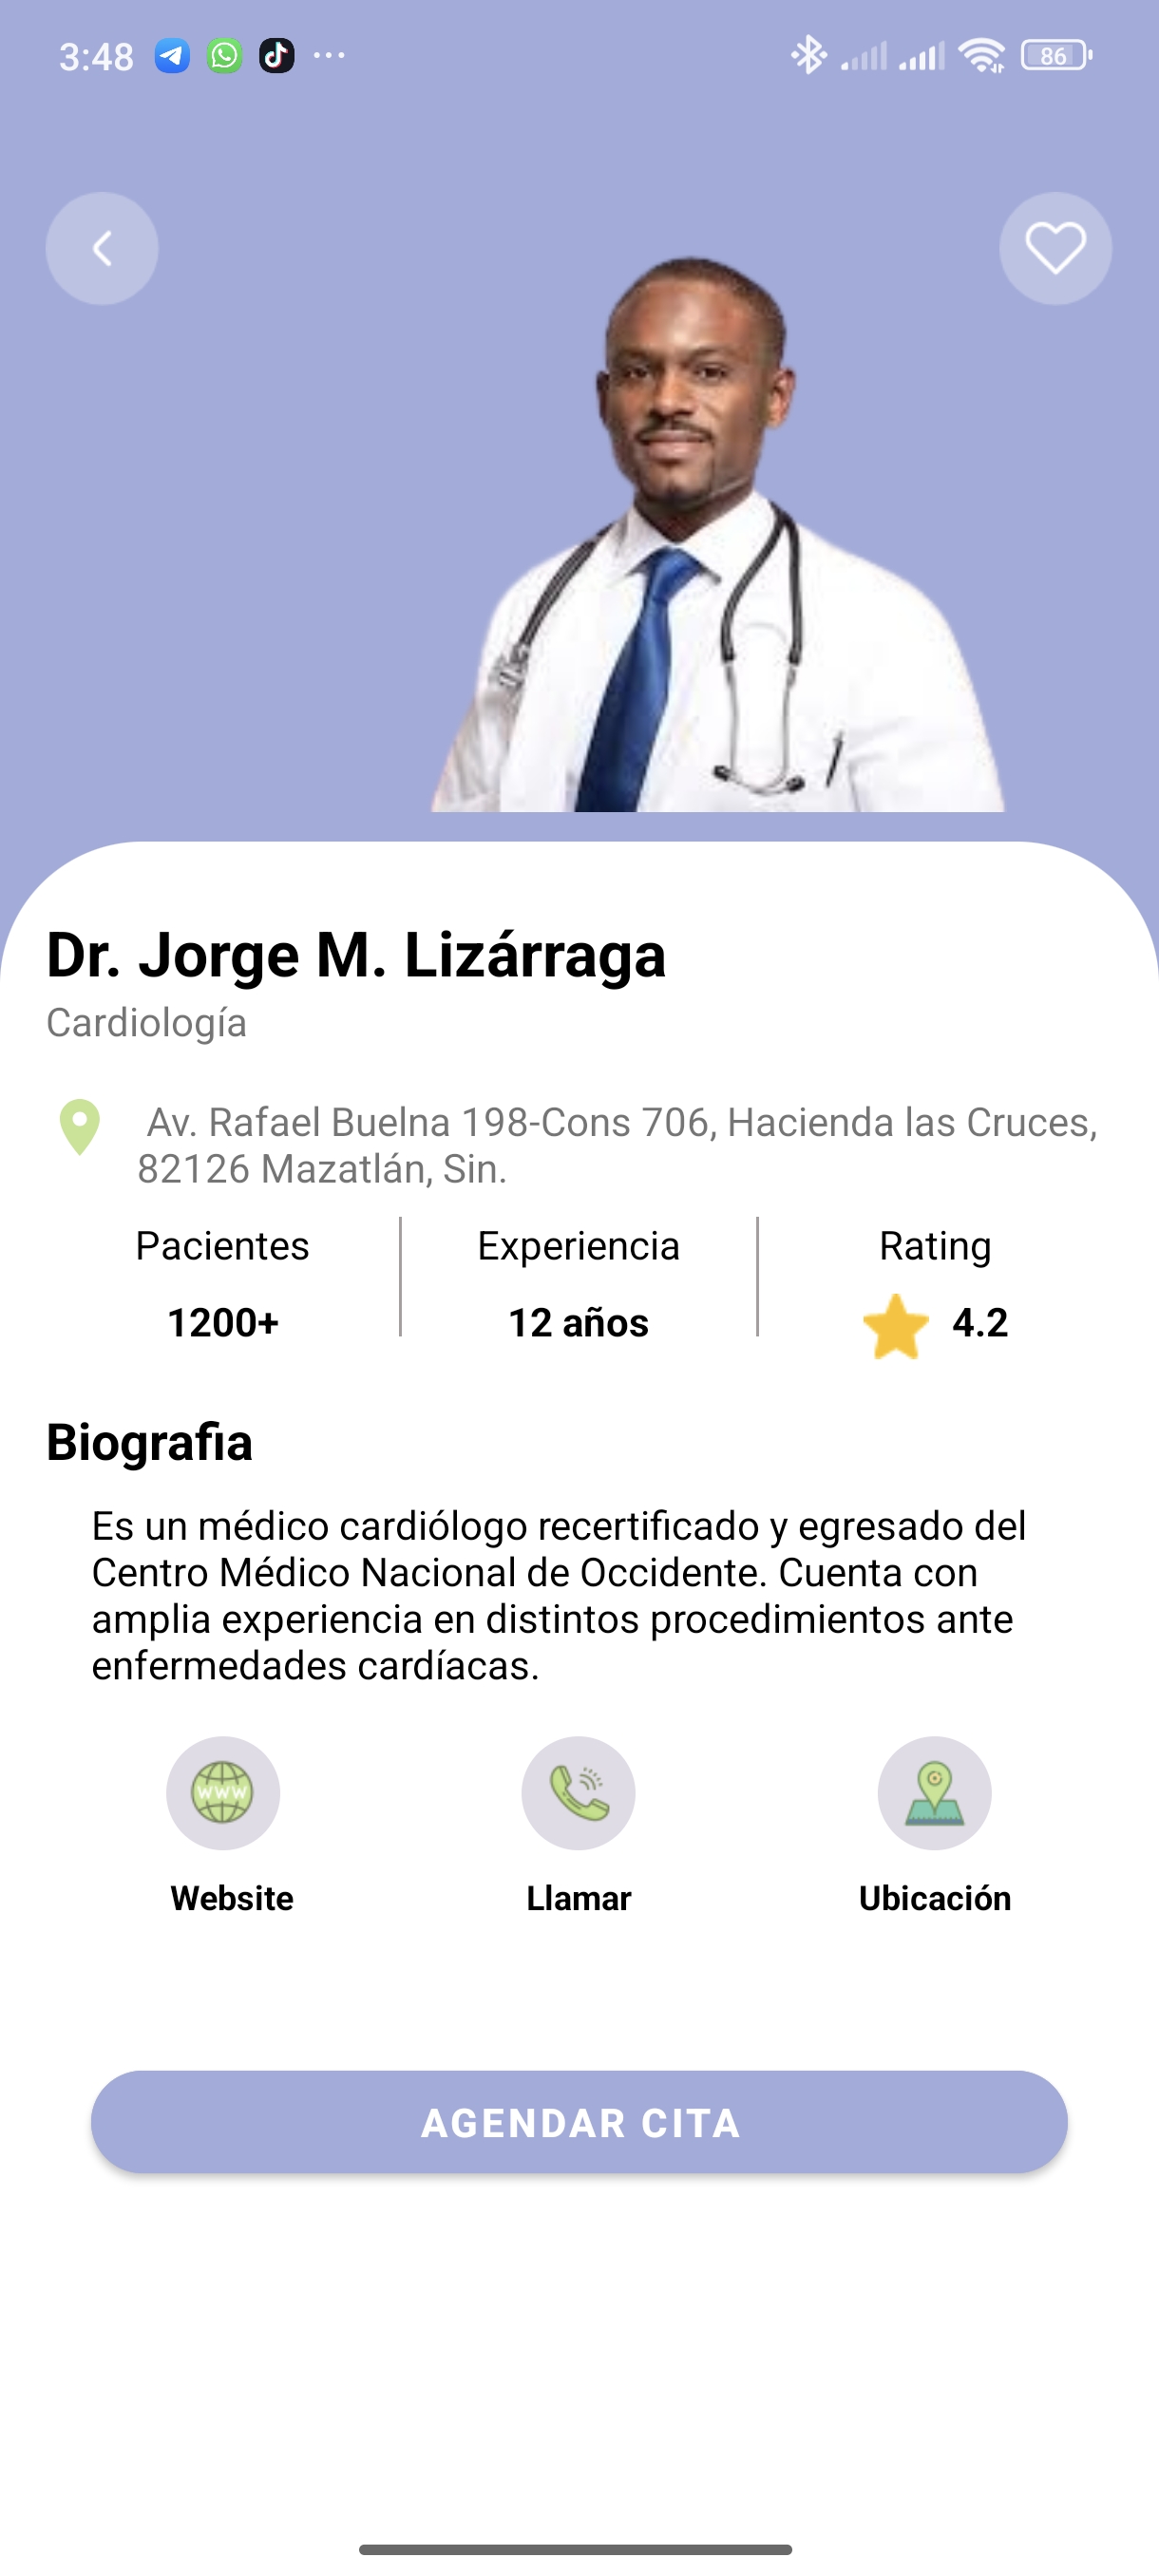 3:48
86
Dr. Jorge M. Lizárraga
Cardiología
Av. Rafael Buelna 198-Cons 706, Hacienda las Cruces,
82126 Mazatlán, Sin.
Pacientes Experiencia Rating
1200+ 12 años 4.2
Biografia
Es un médico cardiólogo recertificado y egresado del
Centro Médico Nacional de Occidente. Cuenta con
amplia experiencia en distintos procedimientos ante
enfermedades cardíacas.
WWW
Website Llamar Ubicación
AGENDAR CITA